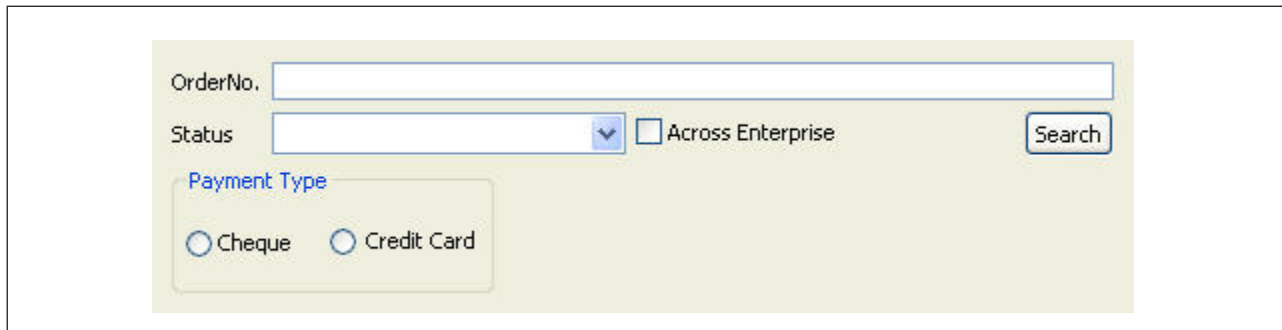 OrderNo.
Status Across Enterprise Search
Payment Type
Cheque Credit Card